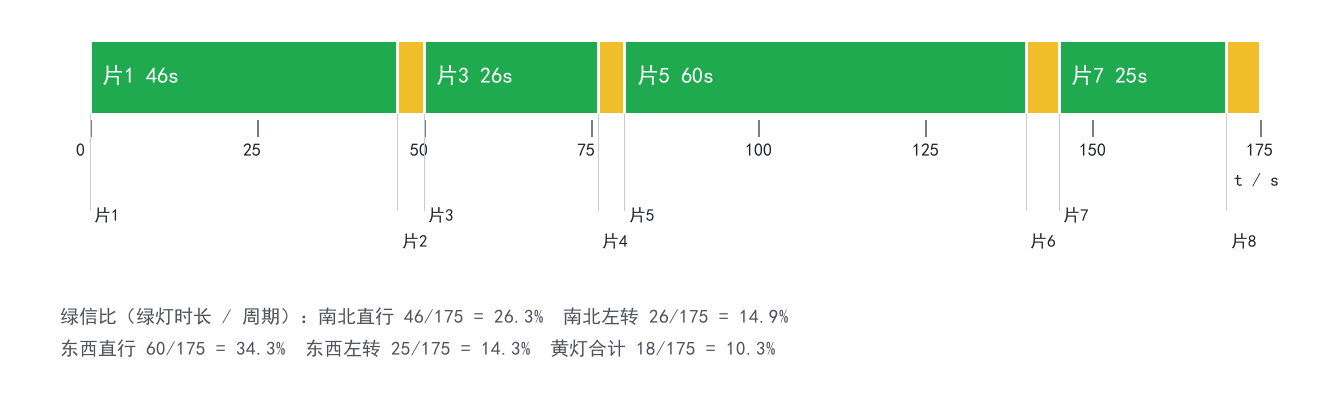 片1 46s 片3 26s 片5 60s 片7 25s
0 25 50 75 100 125 150 175
t / s
片1 片3 片5 片7
片2 片4 片6 片8
绿信比（绿灯时长 / 周期）：南北直行 46/175 = 26.3% 南北左转 26/175 = 14.9%
东西直行 60/175 = 34.3% 东西左转 25/175 = 14.3% 黄灯合计 18/175 = 10.3%